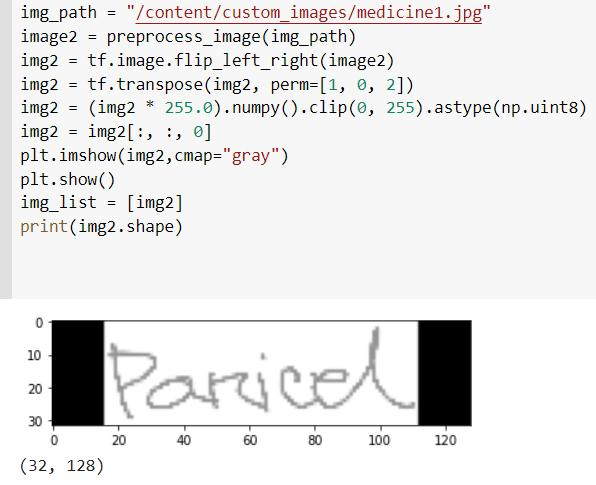 img_path = "/content/custom_images/medicine1.jpg"
image2 = preprocess_image(img_path)
img2 = tf.image.flip_left_right(image2)
img2 = tf.transpose(img2, perm=[1, 0, 2])
img2 = (img2 * 255.0).numpy().clip(0, 255).astype(np.uint8)
img2 = img2[:, :, 0]
plt.imshow(img2,cmap="gray")
plt.show()
img_list = [img2]
print(img2.shape)
0
10
20
30
Paricel
0 20 40 60 80 100 120
(32, 128)